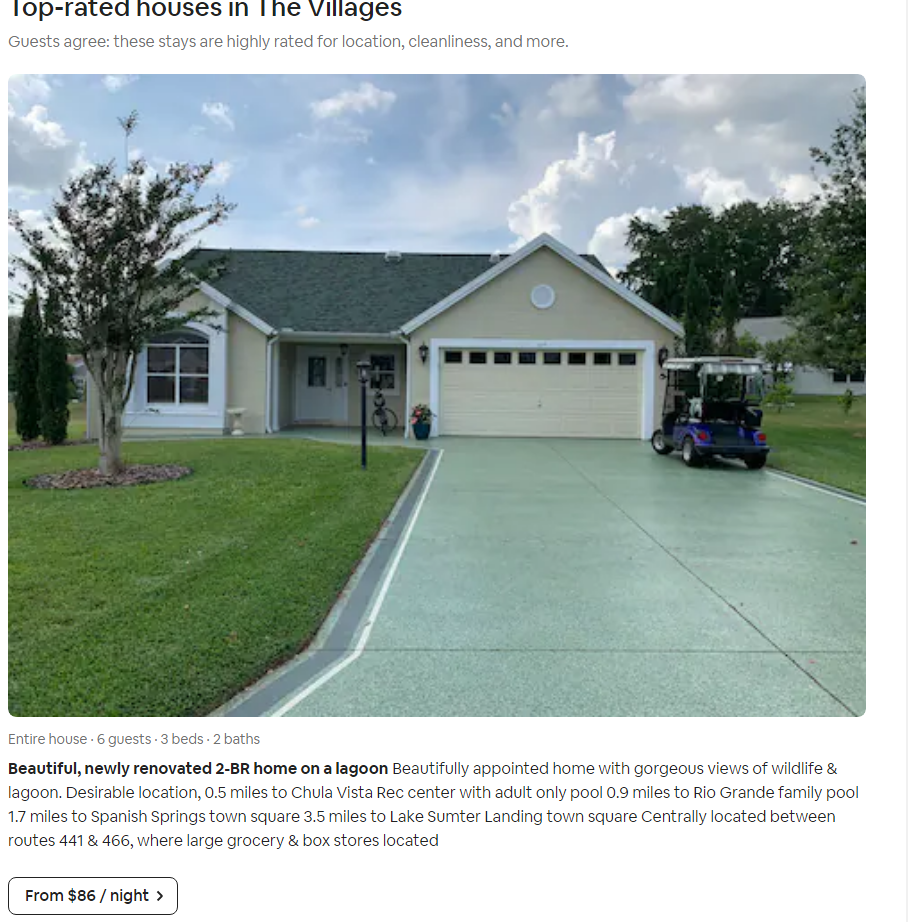 Top-rated houses in The Villages
Guests agree: these stays are highly rated for location, cleanliness, and more.
Entire house · 6 guests · 3 beds · 2 baths
Beautiful, newly renovated 2-BR home on a lagoon Beautifully appointed home with gorgeous views of wildlife &
lagoon. Desirable location, 0.5 miles to Chula Vista Rec center with adult only pool 0.9 miles to Rio Grande family pool
1.7 miles to Spanish Springs town square 3.5 miles to Lake Sumter Landing town square Centrally located between
routes 441 & 466, where large grocery & box stores located
From $86 / night >